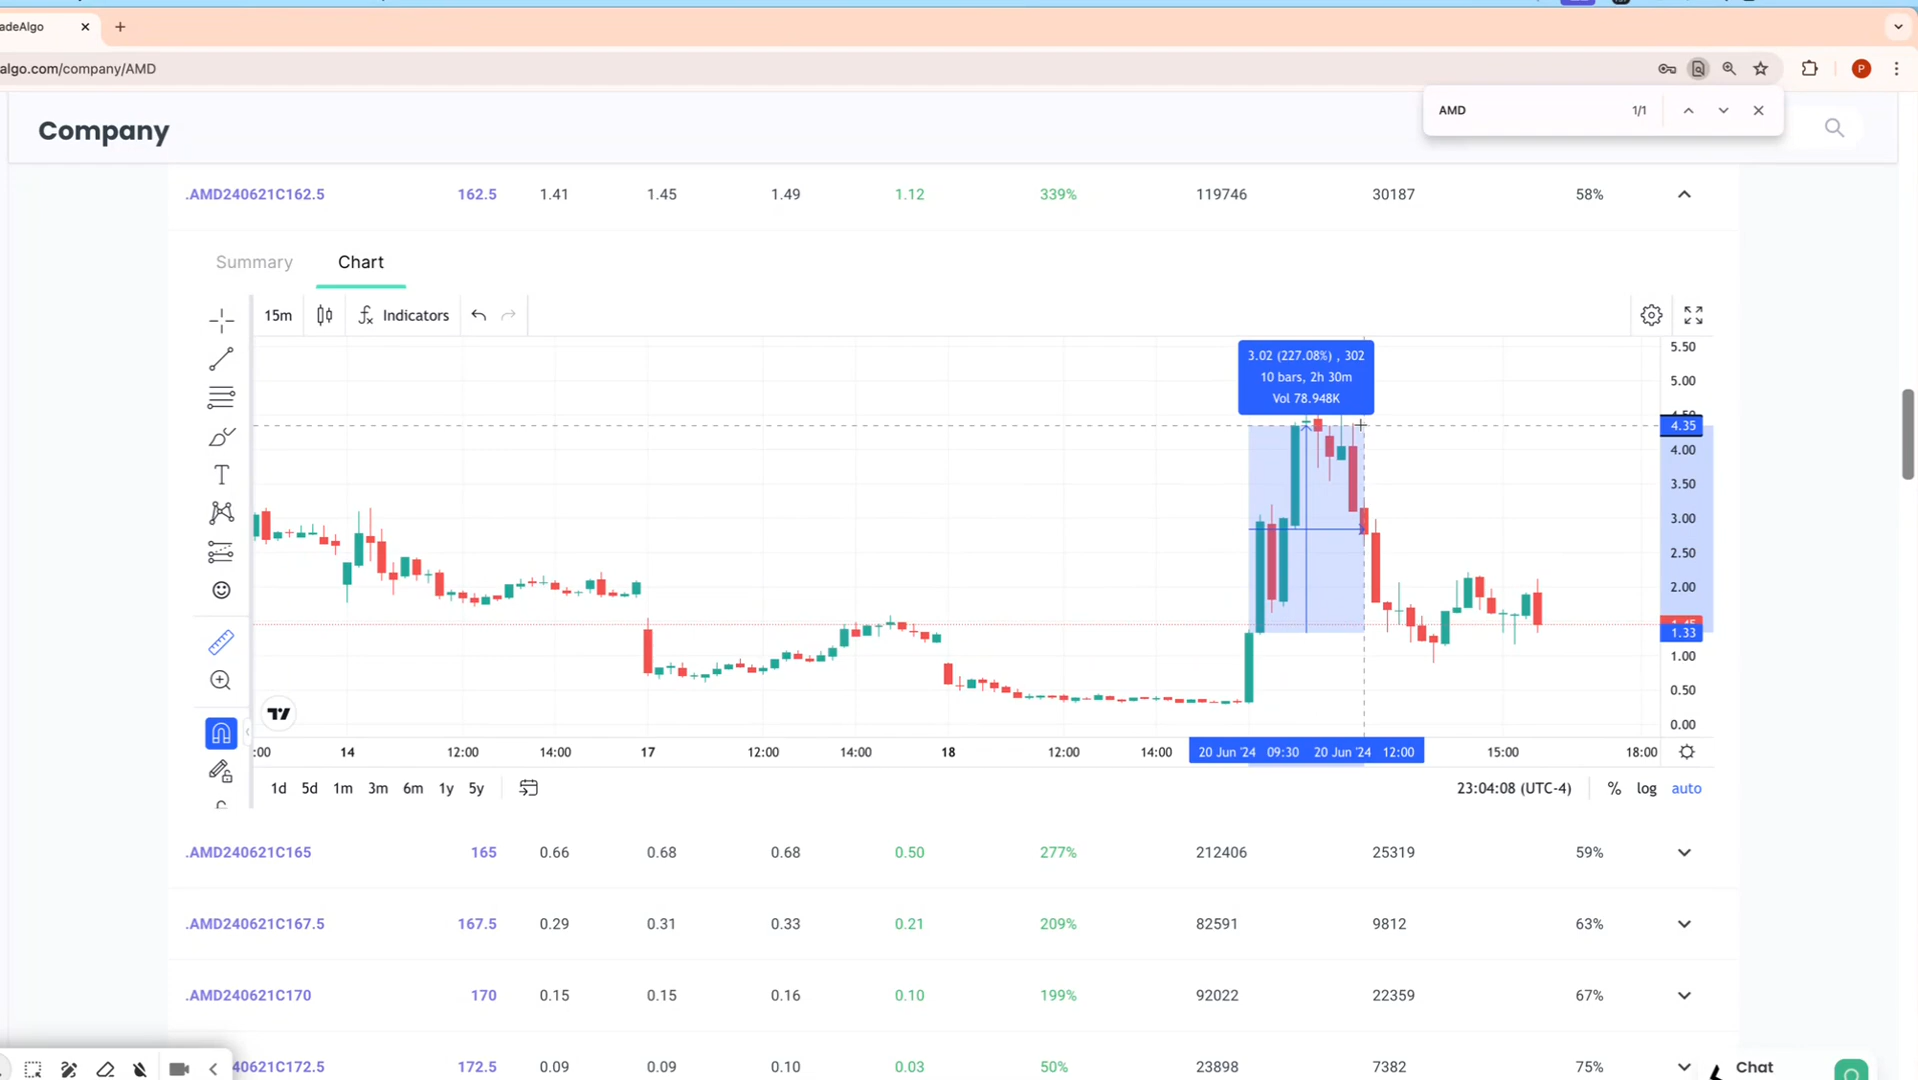 adeAlgo
algo.com/company/AMD
P
AMD 1/1
Company
.AMD240621C162.5 162.5 1.41 1.45 1.49 1.12 339% 119746 30187 58%
Summary Chart
15m Indicators
3.02 (227.08%) , 302
10 bars, 2h 30m
Vol 78.948K
5.50
5.00
4.50
4.35
4.00
3.50
3.00
2.50
2.00
1.45
1.33
1.00
0.50
0.00
:00 14 12:00 14:00 17 12:00 14:00 18 12:00 14:00 20 Jun '24 09:30 20 Jun '24 12:00 15:00 18:00
1d 5d 1m 3m 6m 1y 5y 23:04:08 (UTC-4) % log auto
.AMD240621C165 165 0.66 0.68 0.68 0.50 277% 212406 25319 59%
.AMD240621C167.5 167.5 0.29 0.31 0.33 0.21 209% 82591 9812 63%
.AMD240621C170 170 0.15 0.15 0.16 0.10 199% 92022 22359 67%
40621C172.5 172.5 0.09 0.09 0.10 0.03 50% 23898 7382 75%
Chat